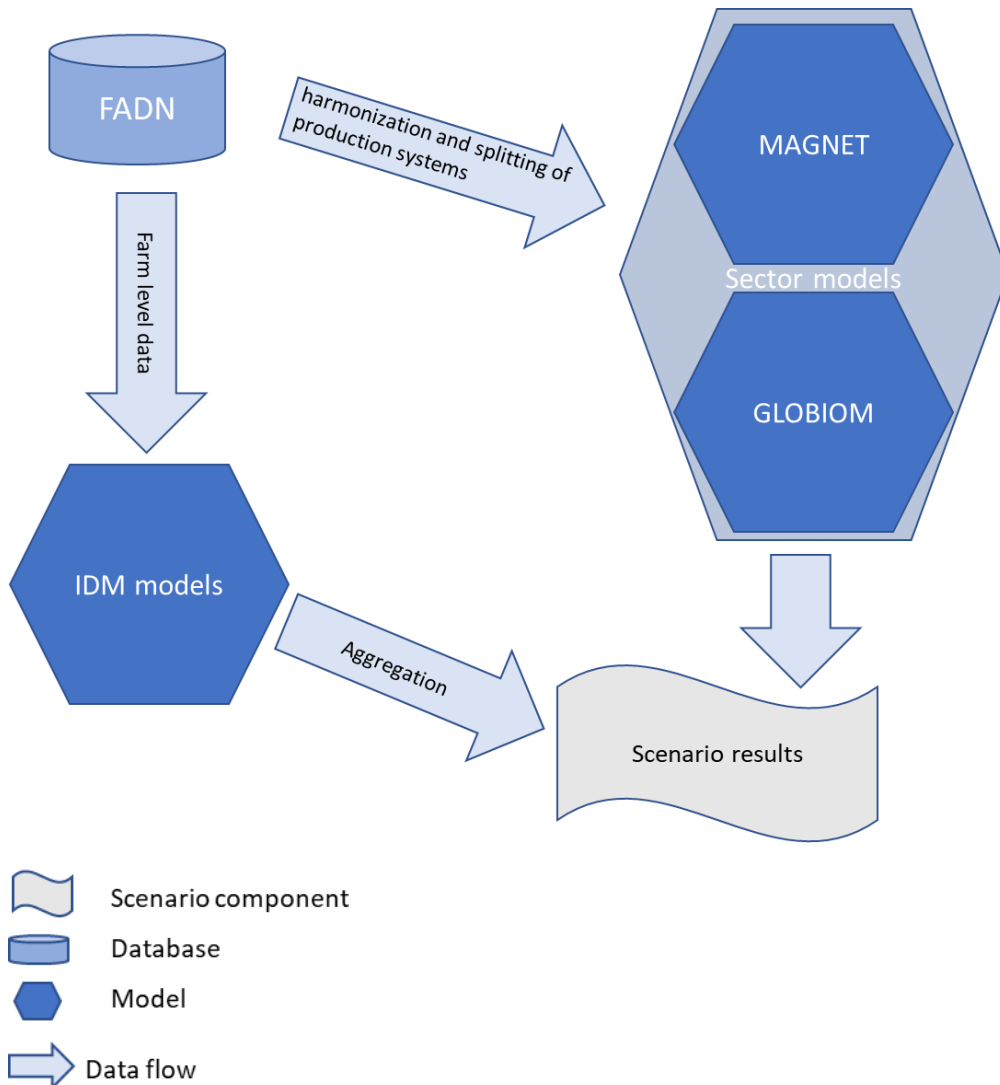 FADN
harmonization and splitting of
production systems
MAGNET
Sector models
GLOBIOM
Farm level data
IDM models
Aggregation
Scenario results
Scenario component
Database
Model
Data flow